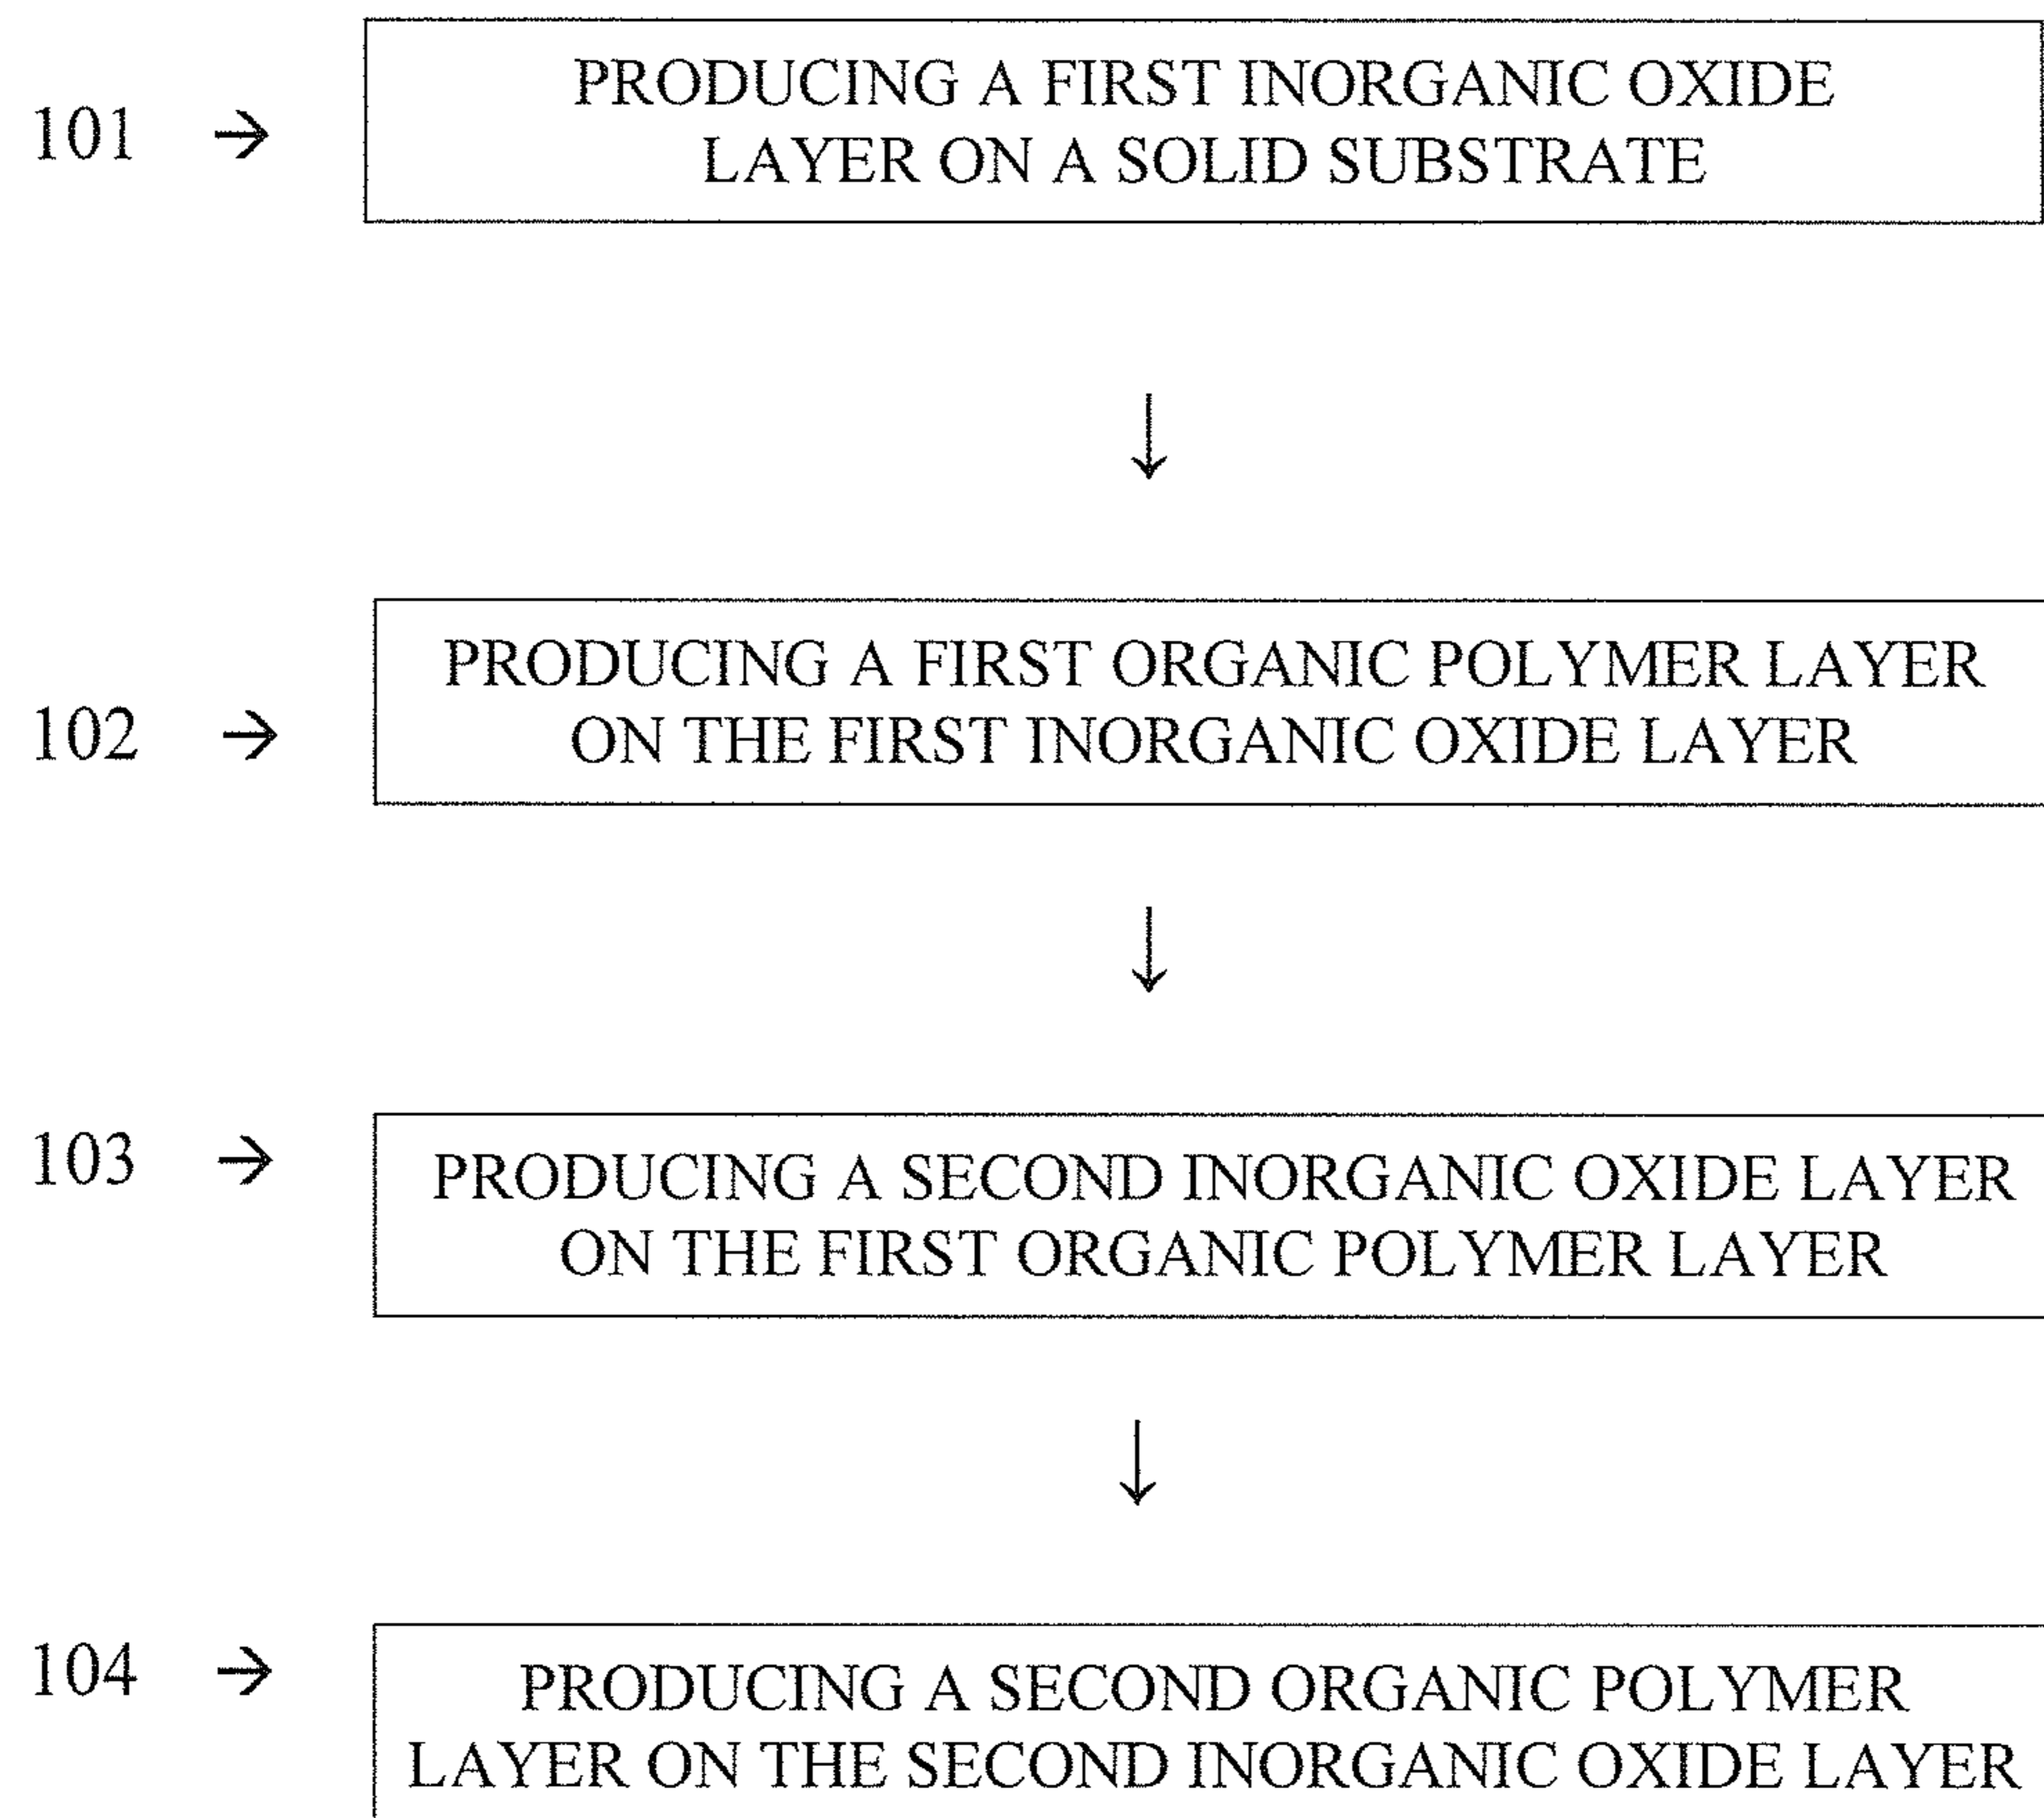 101 → PRODUCING A FIRST INORGANIC OXIDE
LAYER ON A SOLID SUBSTRATE
↓
102 → PRODUCING A FIRST ORGANIC POLYMER LAYER
ON THE FIRST INORGANIC OXIDE LAYER
↓
103 → PRODUCING A SECOND INORGANIC OXIDE LAYER
ON THE FIRST ORGANIC POLYMER LAYER
↓
104 → PRODUCING A SECOND ORGANIC POLYMER
LAYER ON THE SECOND INORGANIC OXIDE LAYER